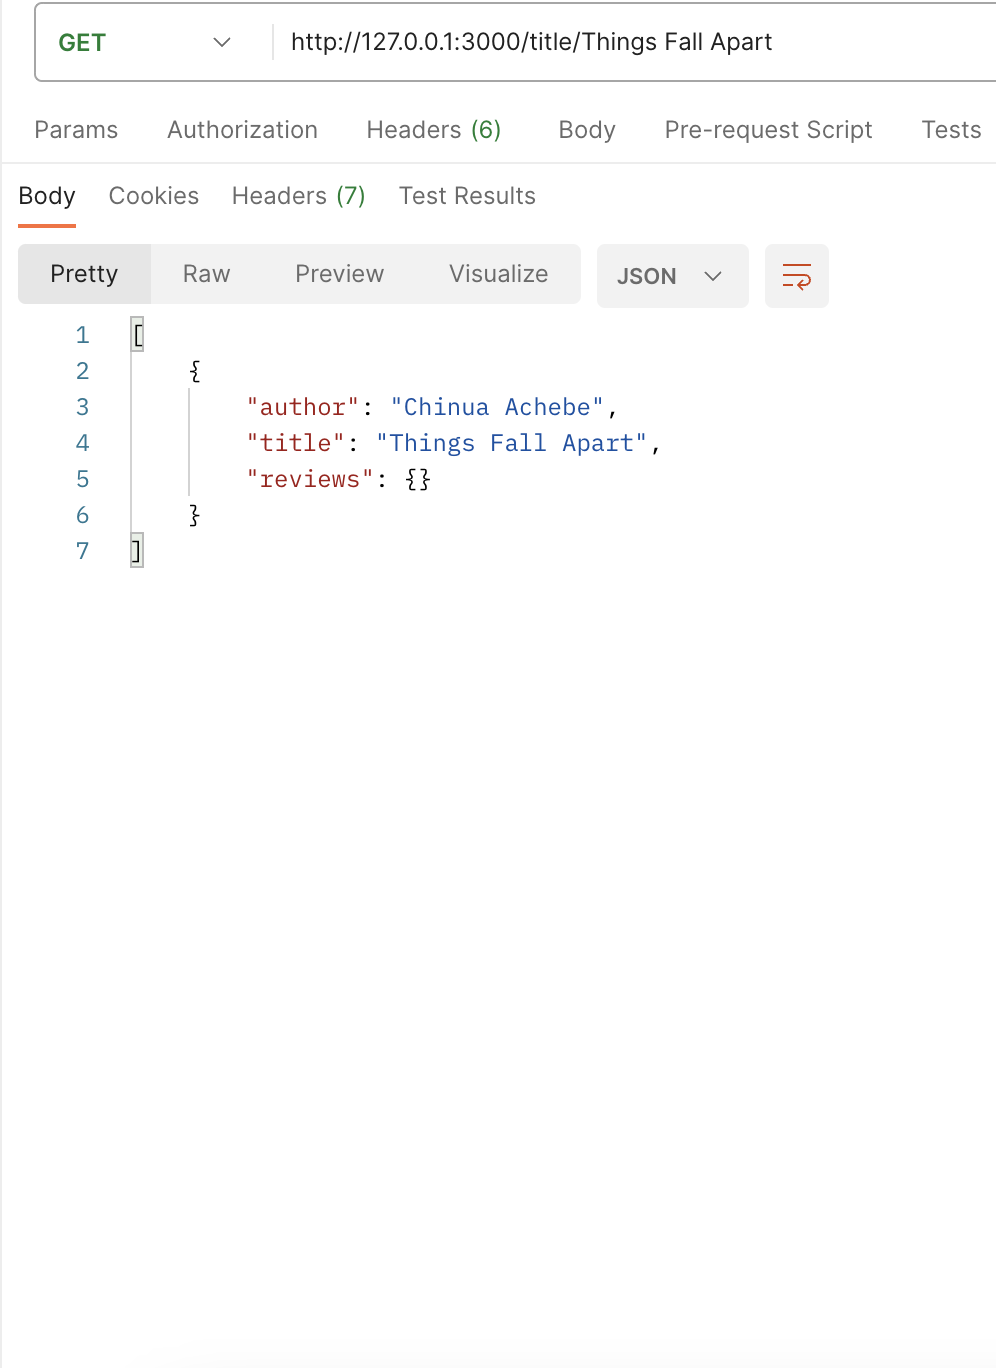 GET http://127.0.0.1:3000/title/Things Fall Apart
Params Authorization Headers (6) Body Pre-request Script Tests
Body Cookies Headers (7) Test Results
Pretty Raw Preview Visualize JSON
1 [
2 {
3 "author": "Chinua Achebe",
4 "title": "Things Fall Apart",
5 "reviews": {}
6 }
7 ]